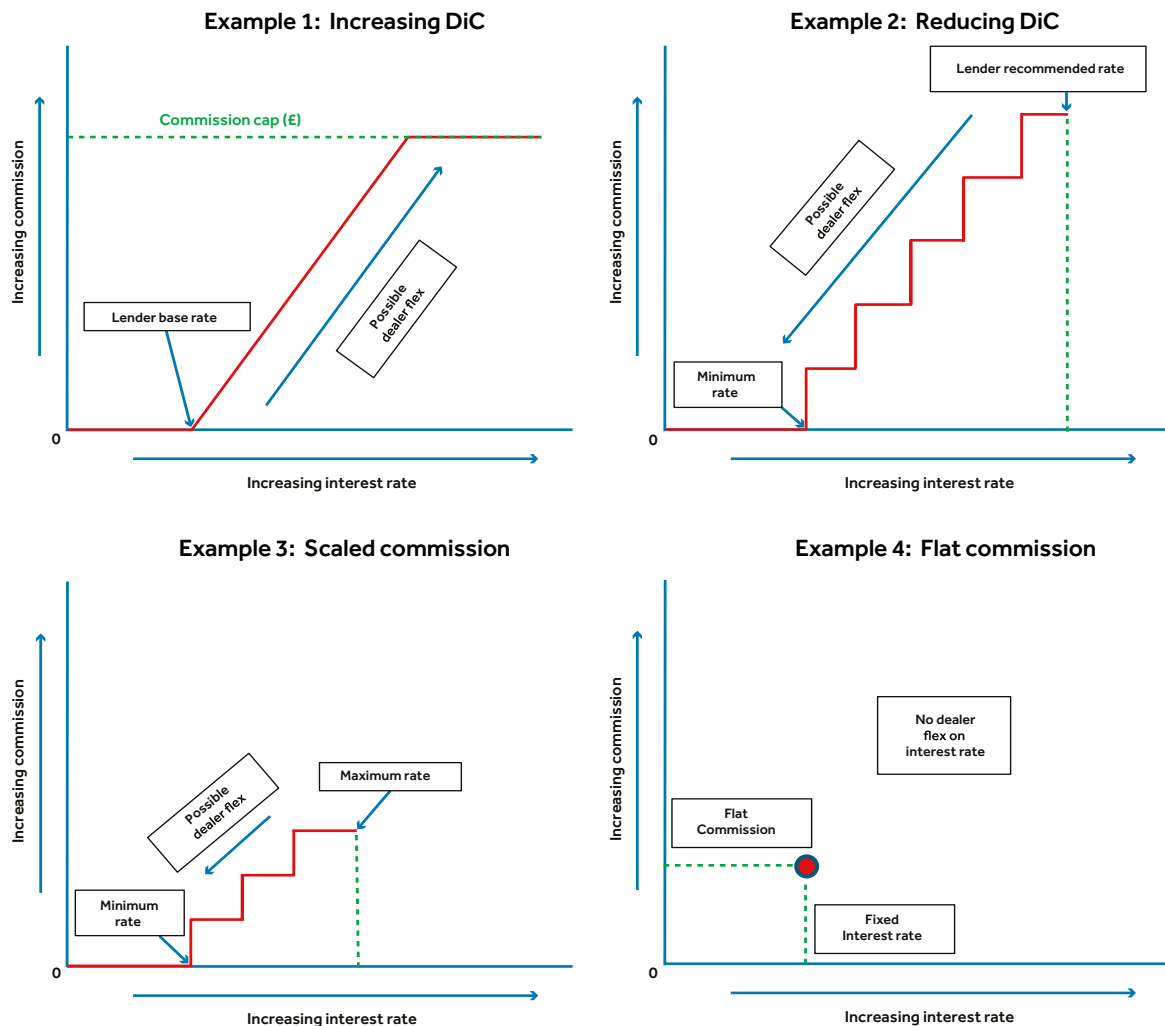 Example 1: Increasing DiC
Increasing commission
Commission cap (£)
Possible
dealer flex
Lender base rate
0
Increasing interest rate
Example 2: Reducing DiC
Increasing commission
Lender recommended rate
Possible
dealer flex
Minimum
rate
0
Increasing interest rate
Example 3: Scaled commission
Increasing commission
Possible
dealer flex
Maximum rate
Minimum
rate
0
Increasing interest rate
Example 4: Flat commission
Increasing commission
No dealer
flex on
interest rate
Flat
Commission
Fixed
Interest rate
0
Increasing interest rate